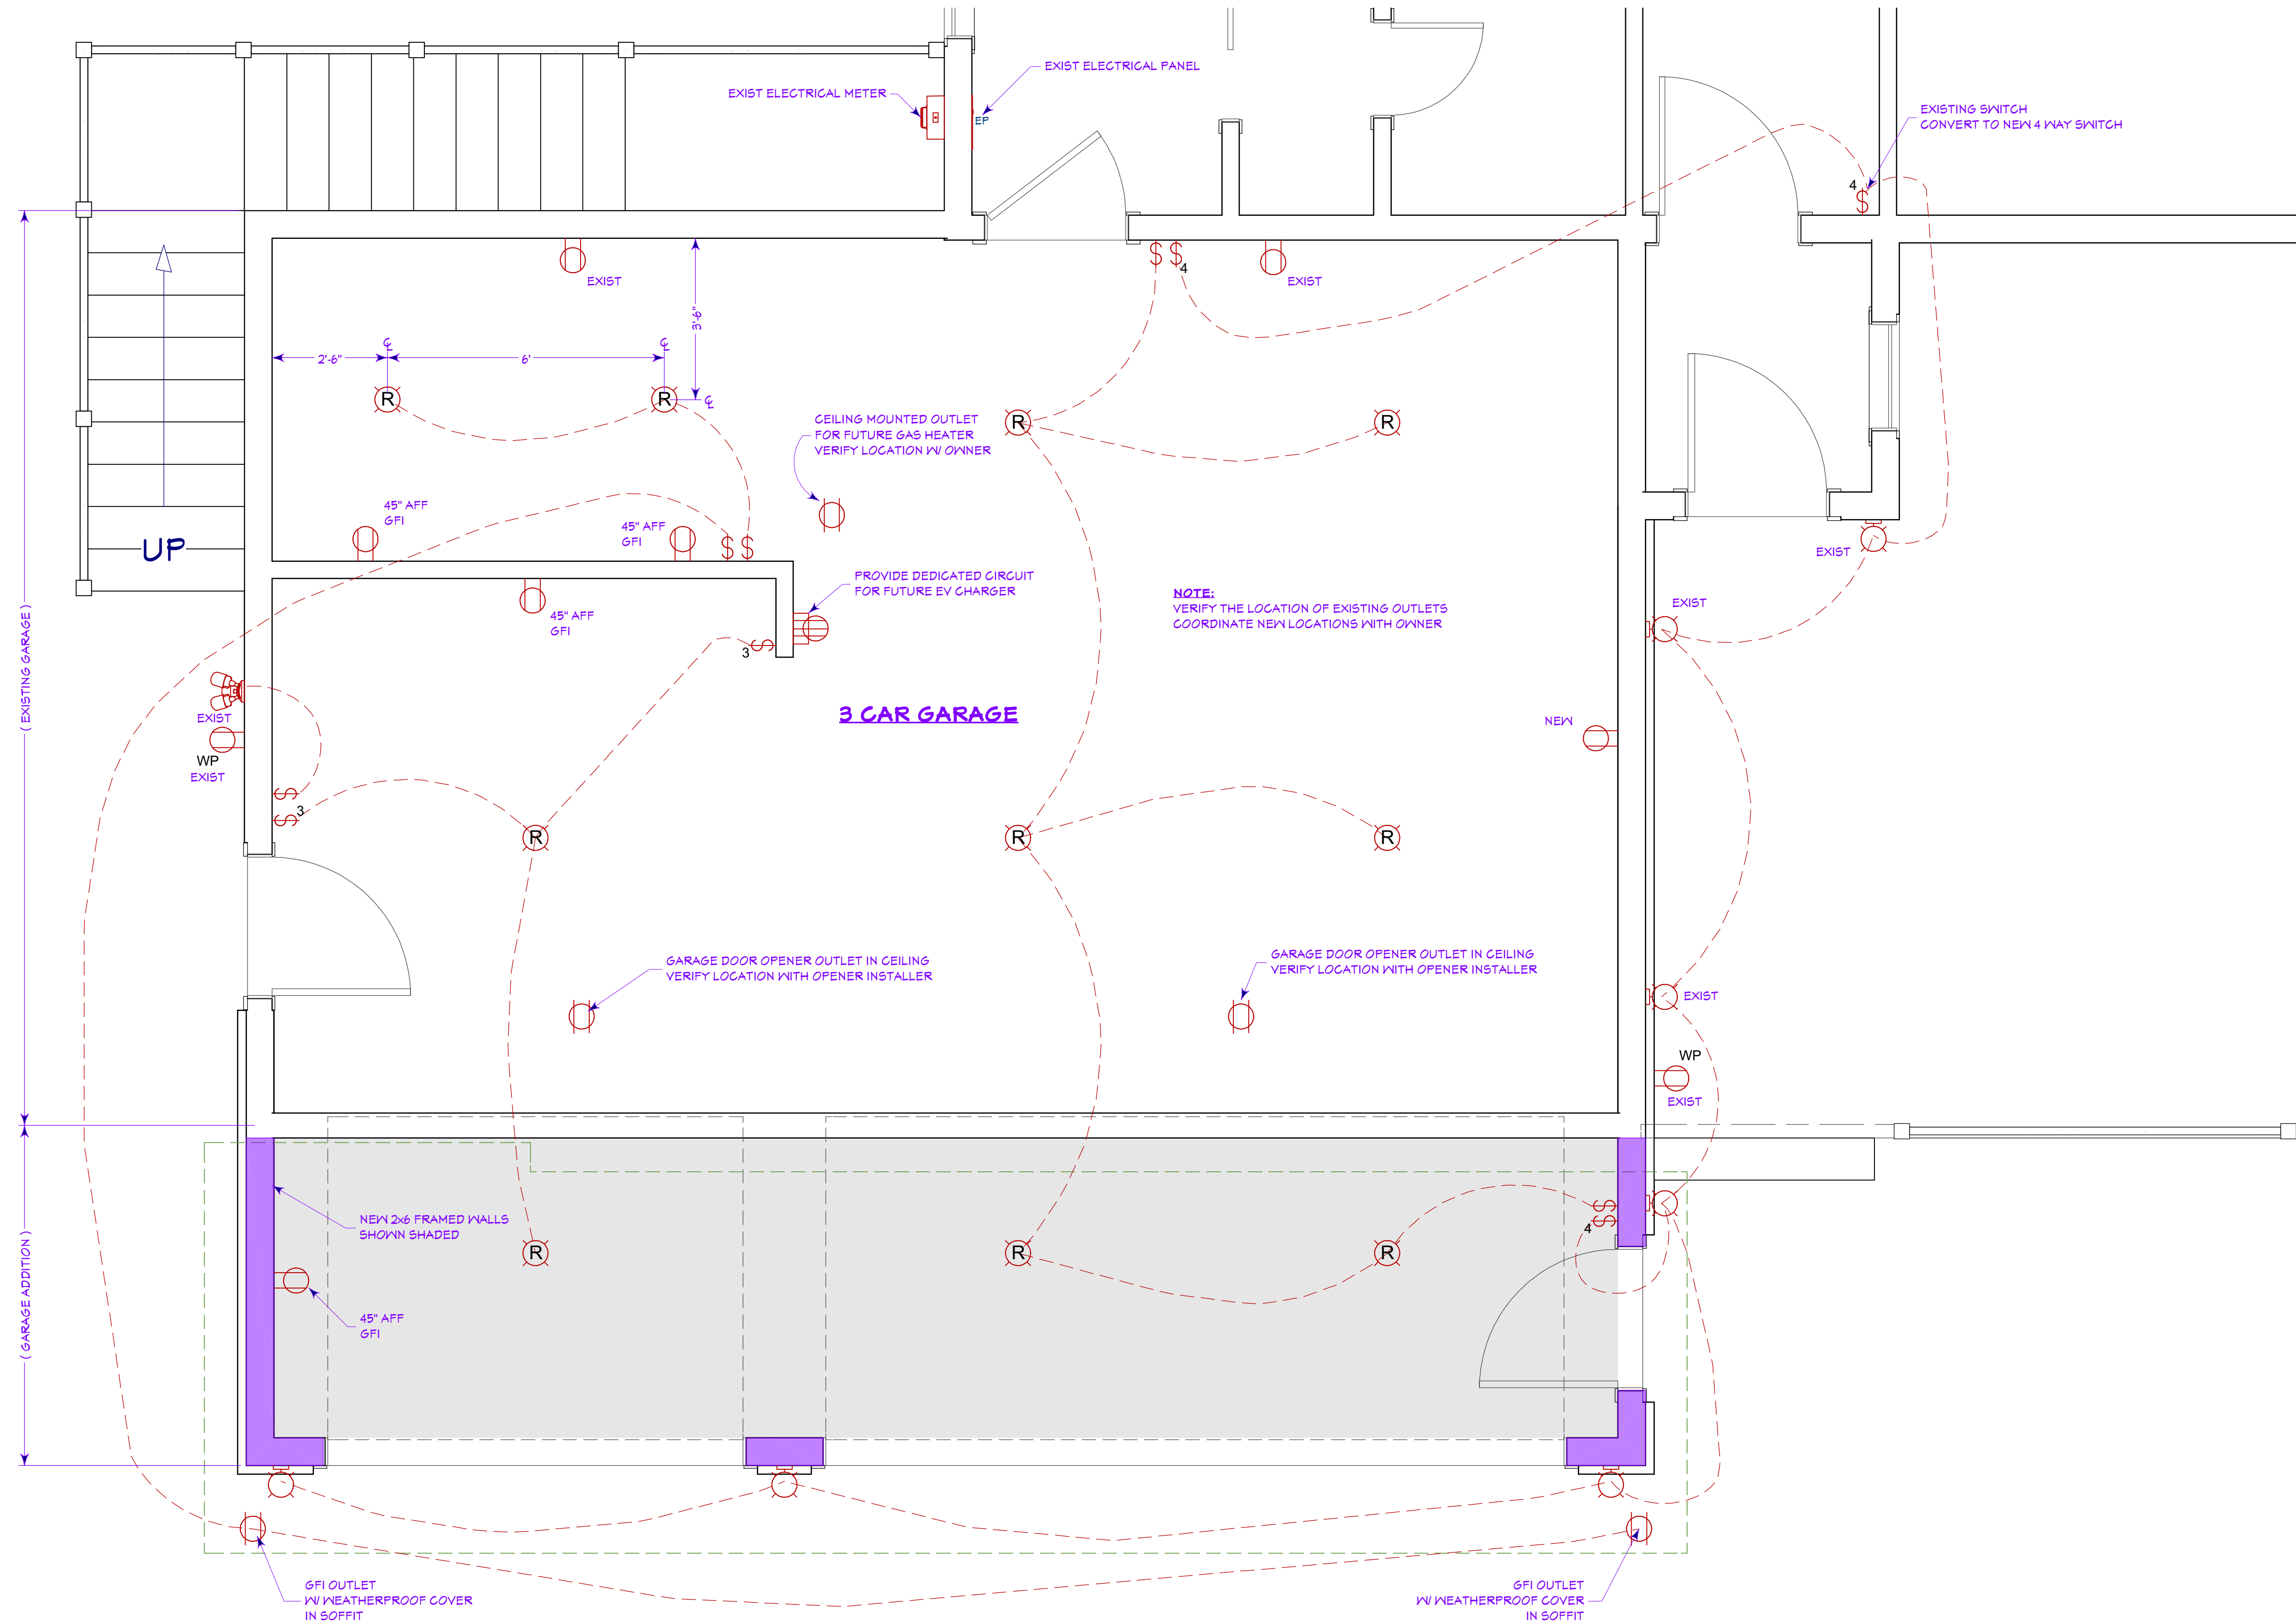 EXIST ELECTRICAL PANEL
EXIST ELECTRICAL METER
EP
EXISTING SWITCH
CONVERT TO NEW 4 WAY SWITCH
4
$
$
$
4
EXIST
EXIST
3'-6"
2'-6"
6'
℄
℄
℄
R
R
R
R
CEILING MOUNTED OUTLET
FOR FUTURE GAS HEATER
VERIFY LOCATION W/ OWNER
45" AFF
GFI
45" AFF
GFI
$
$
UP
EXIST
PROVIDE DEDICATED CIRCUIT
FOR FUTURE EV CHARGER
45" AFF
GFI
NOTE:
VERIFY THE LOCATION OF EXISTING OUTLETS
COORDINATE NEW LOCATIONS WITH OWNER
EXIST
$
3
( EXISTING GARAGE )
3 CAR GARAGE
EXIST
NEW
WP
EXIST
$
$
3
R
R
R
GARAGE DOOR OPENER OUTLET IN CEILING
VERIFY LOCATION WITH OPENER INSTALLER
GARAGE DOOR OPENER OUTLET IN CEILING
VERIFY LOCATION WITH OPENER INSTALLER
EXIST
WP
EXIST
NEW 2x6 FRAMED WALLS
SHOWN SHADED
$
$
4
R
R
R
( GARAGE ADDITION )
45" AFF
GFI
GFI OUTLET
W/ WEATHERPROOF COVER
IN SOFFIT
GFI OUTLET
W/ WEATHERPROOF COVER
IN SOFFIT